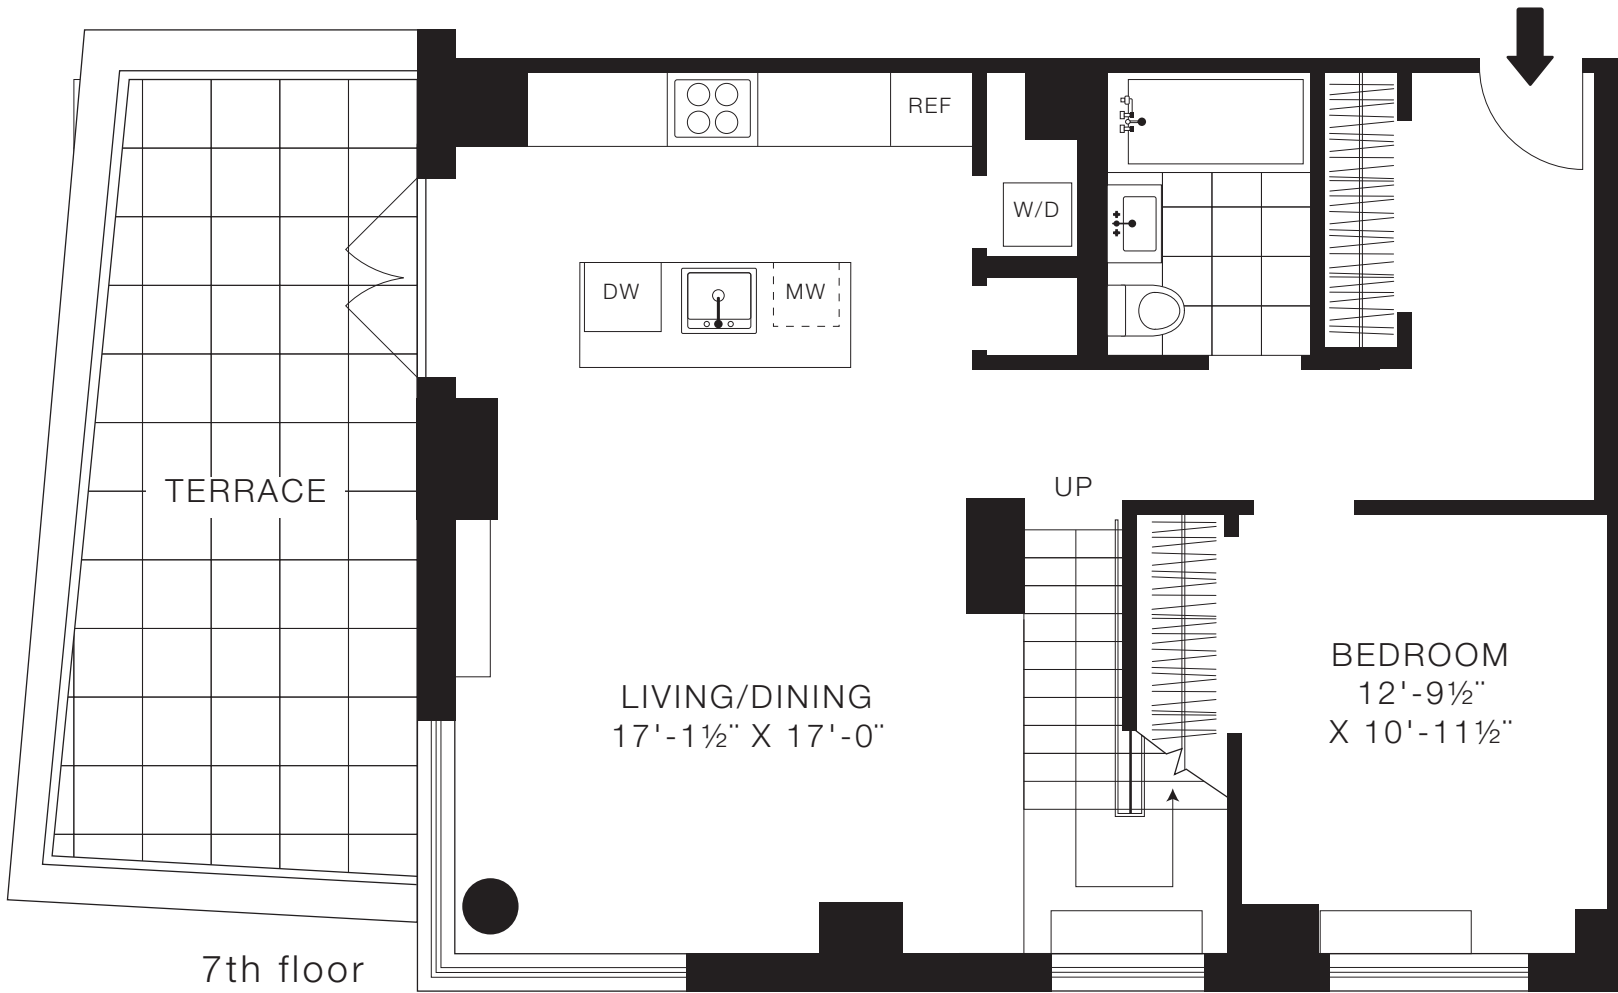 REF
W/D
DW
MW
TERRACE
UP
LIVING/DINING
17'-1½¨ X 17'-0¨
BEDROOM
12'-9½¨
X 10'-11½¨
7th floor